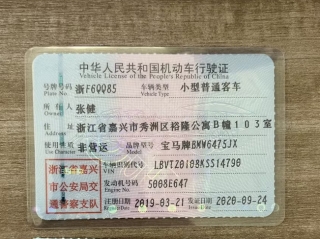 中华人民共和国机动车行驶证
Vehicle License of the People's Republic of China
号牌号码 浙F6QQ85 车辆类型 小型普通客车
Plate No. Vehicle Type
所有人 张健
Owner
住址 浙江省嘉兴市秀洲区裕隆公寓B幢103室
Address
使用性质 非营运 品牌型号 宝马牌BMW6475JX
Use Character Model
浙江省嘉兴
市公安局交
通警察支队
车辆识别代号
VIN
发动机号码 5008E647
Engine No.
注册日期 2019-03-21 发证日期 2020-09-24
Register Date Issue Date